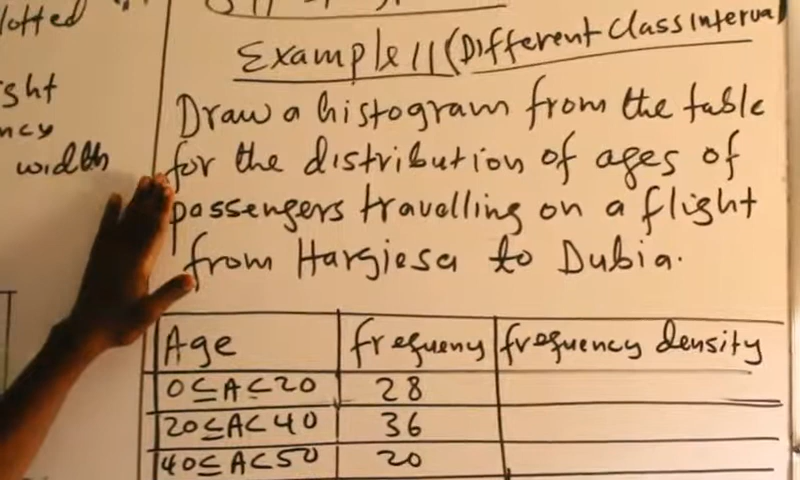 lotted
ght
ncy
width
Example 11 (Different Class Interval
Draw a histogram from the table
for the distribution of ages of
passengers travelling on a flight
from Hargiesa to Dubia.
Age frequeny frequency density
0≤A≤20 28
20≤A<40 36
40≤A<50 20